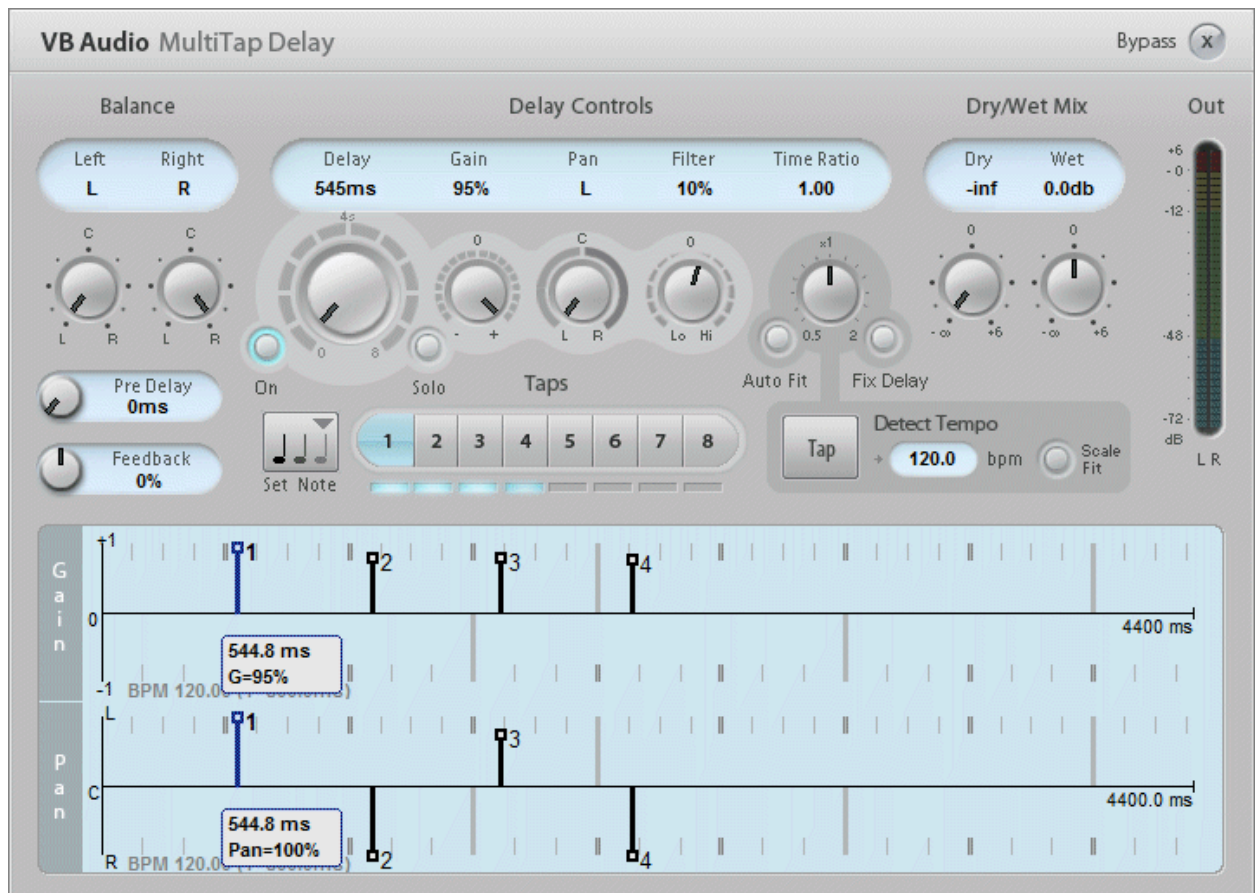 VB Audio MultiTap Delay
Bypass X
Balance
Delay Controls
Dry/Wet Mix
Out
Left Right
L R
Delay Gain Pan Filter Time Ratio
545ms 95% L 10% 1.00
Dry Wet
-inf 0.0db
+6
-0
-12
-48
-72
dB
L R
C
L R
C
L R
4s
0 8
On
0
- +
Solo
C
L R
0
Lo Hi
x1
0.5 2
Auto Fit
Fix Delay
0
-∞ +6
0
-∞ +6
Pre Delay
0ms
Feedback
0%
Set Note
Taps
1 2 3 4 5 6 7 8
Tap
Detect Tempo
120.0 bpm
Scale
Fit
Gain
+1
0
-1
1 2 3 4
4400 ms
544.8 ms
G=95%
BPM 120.00
Pan
L
C
R
1 3
4400.0 ms
544.8 ms
Pan=100%
2 4
BPM 120.0